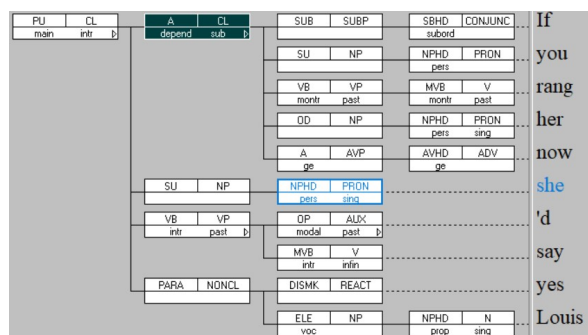 PU CL A CL SUB SUBP SBHD CONJUNC If
main intr depend sub subord
SU NP NPHD PRON you
pers
VB VP MVB V rang
montr past montr past
OD NP NPHD PRON her
pers sing
A AVP AVHD ADV now
ge ge
SU NP NPHD PRON she
pers sing
VB VP OP AUX 'd
intr past modal past
MVB V say
intr infin
PARA NONCL DISMK REACT yes
ELE NP NPHD N Louis
voc prop sing